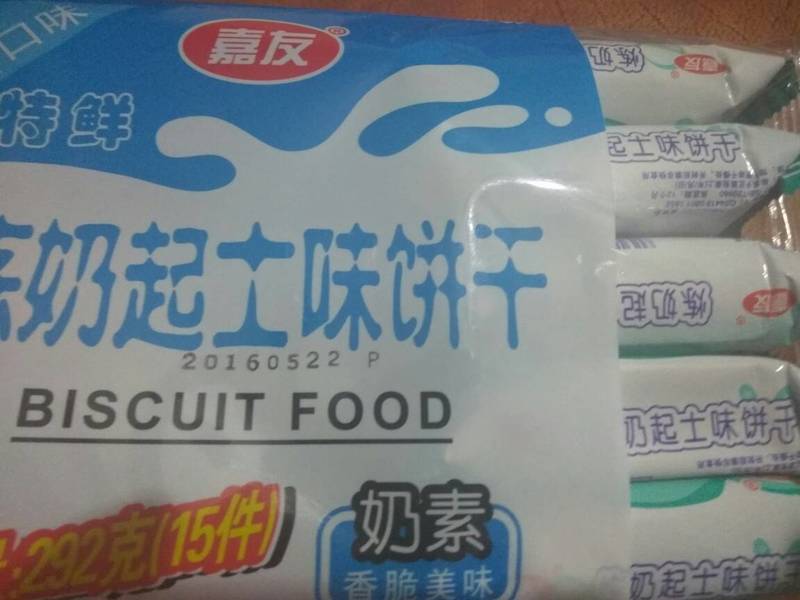 口味
嘉友®
特鲜
炼奶起士味饼干
20160522 P
BISCUIT FOOD
:292克(15件)
奶素
香脆美味
炼奶
嘉友
起士味饼干
炼奶起
嘉友
奶起士味饼干
奶起士味饼干